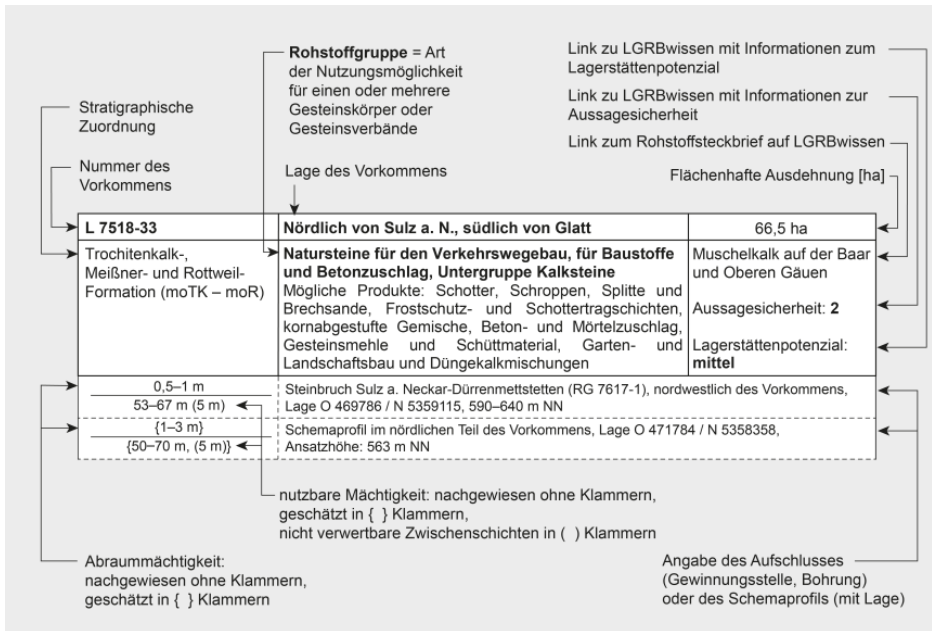 Rohstoffgruppe = Art
der Nutzungsmöglichkeit
für einen oder mehrere
Gesteinskörper oder
Gesteinsverbände
Link zu LGRBwissen mit Informationen zum
Lagerstättenpotenzial
Link zu LGRBwissen mit Informationen zur
Aussagesicherheit
Link zum Rohstoffsteckbrief auf LGRBwissen
Stratigraphische
Zuordnung
Nummer des
Vorkommens
Lage des Vorkommens
Flächenhafte Ausdehnung [ha]
L 7518-33
Nördlich von Sulz a. N., südlich von Glatt
66,5 ha
Trochitenkalk-,
Meißner- und Rottweil-
Formation (moTK – moR)
Natursteine für den Verkehrswegebau, für Baustoffe
und Betonzuschlag, Untergruppe Kalksteine
Mögliche Produkte: Schotter, Schroppen, Splitte und
Brechsande, Frostschutz- und Schottertragschichten,
kornabgestufte Gemische, Beton- und Mörtelzuschlag,
Gesteinsmehle und Schüttmaterial, Garten- und
Landschaftsbau und Düngekalkmischungen
Muschelkalk auf der Baar
und Oberen Gäuen
Aussagesicherheit: 2
Lagerstättenpotenzial:
mittel
0,5–1 m
53–67 m (5 m)
Steinbruch Sulz a. Neckar-Dürrenmettstetten (RG 7617-1), nordwestlich des Vorkommens,
Lage O 469786 / N 5359115, 590–640 m NN
{1–3 m}
{50–70 m, (5 m)}
Schemaprofil im nördlichen Teil des Vorkommens, Lage O 471784 / N 5358358,
Ansatzhöhe: 563 m NN
nutzbare Mächtigkeit: nachgewiesen ohne Klammern,
geschätzt in { } Klammern,
nicht verwertbare Zwischenschichten in ( ) Klammern
Abraummächtigkeit:
nachgewiesen ohne Klammern,
geschätzt in { } Klammern
Angabe des Aufschlusses
(Gewinnungsstelle, Bohrung)
oder des Schemaprofils (mit Lage)